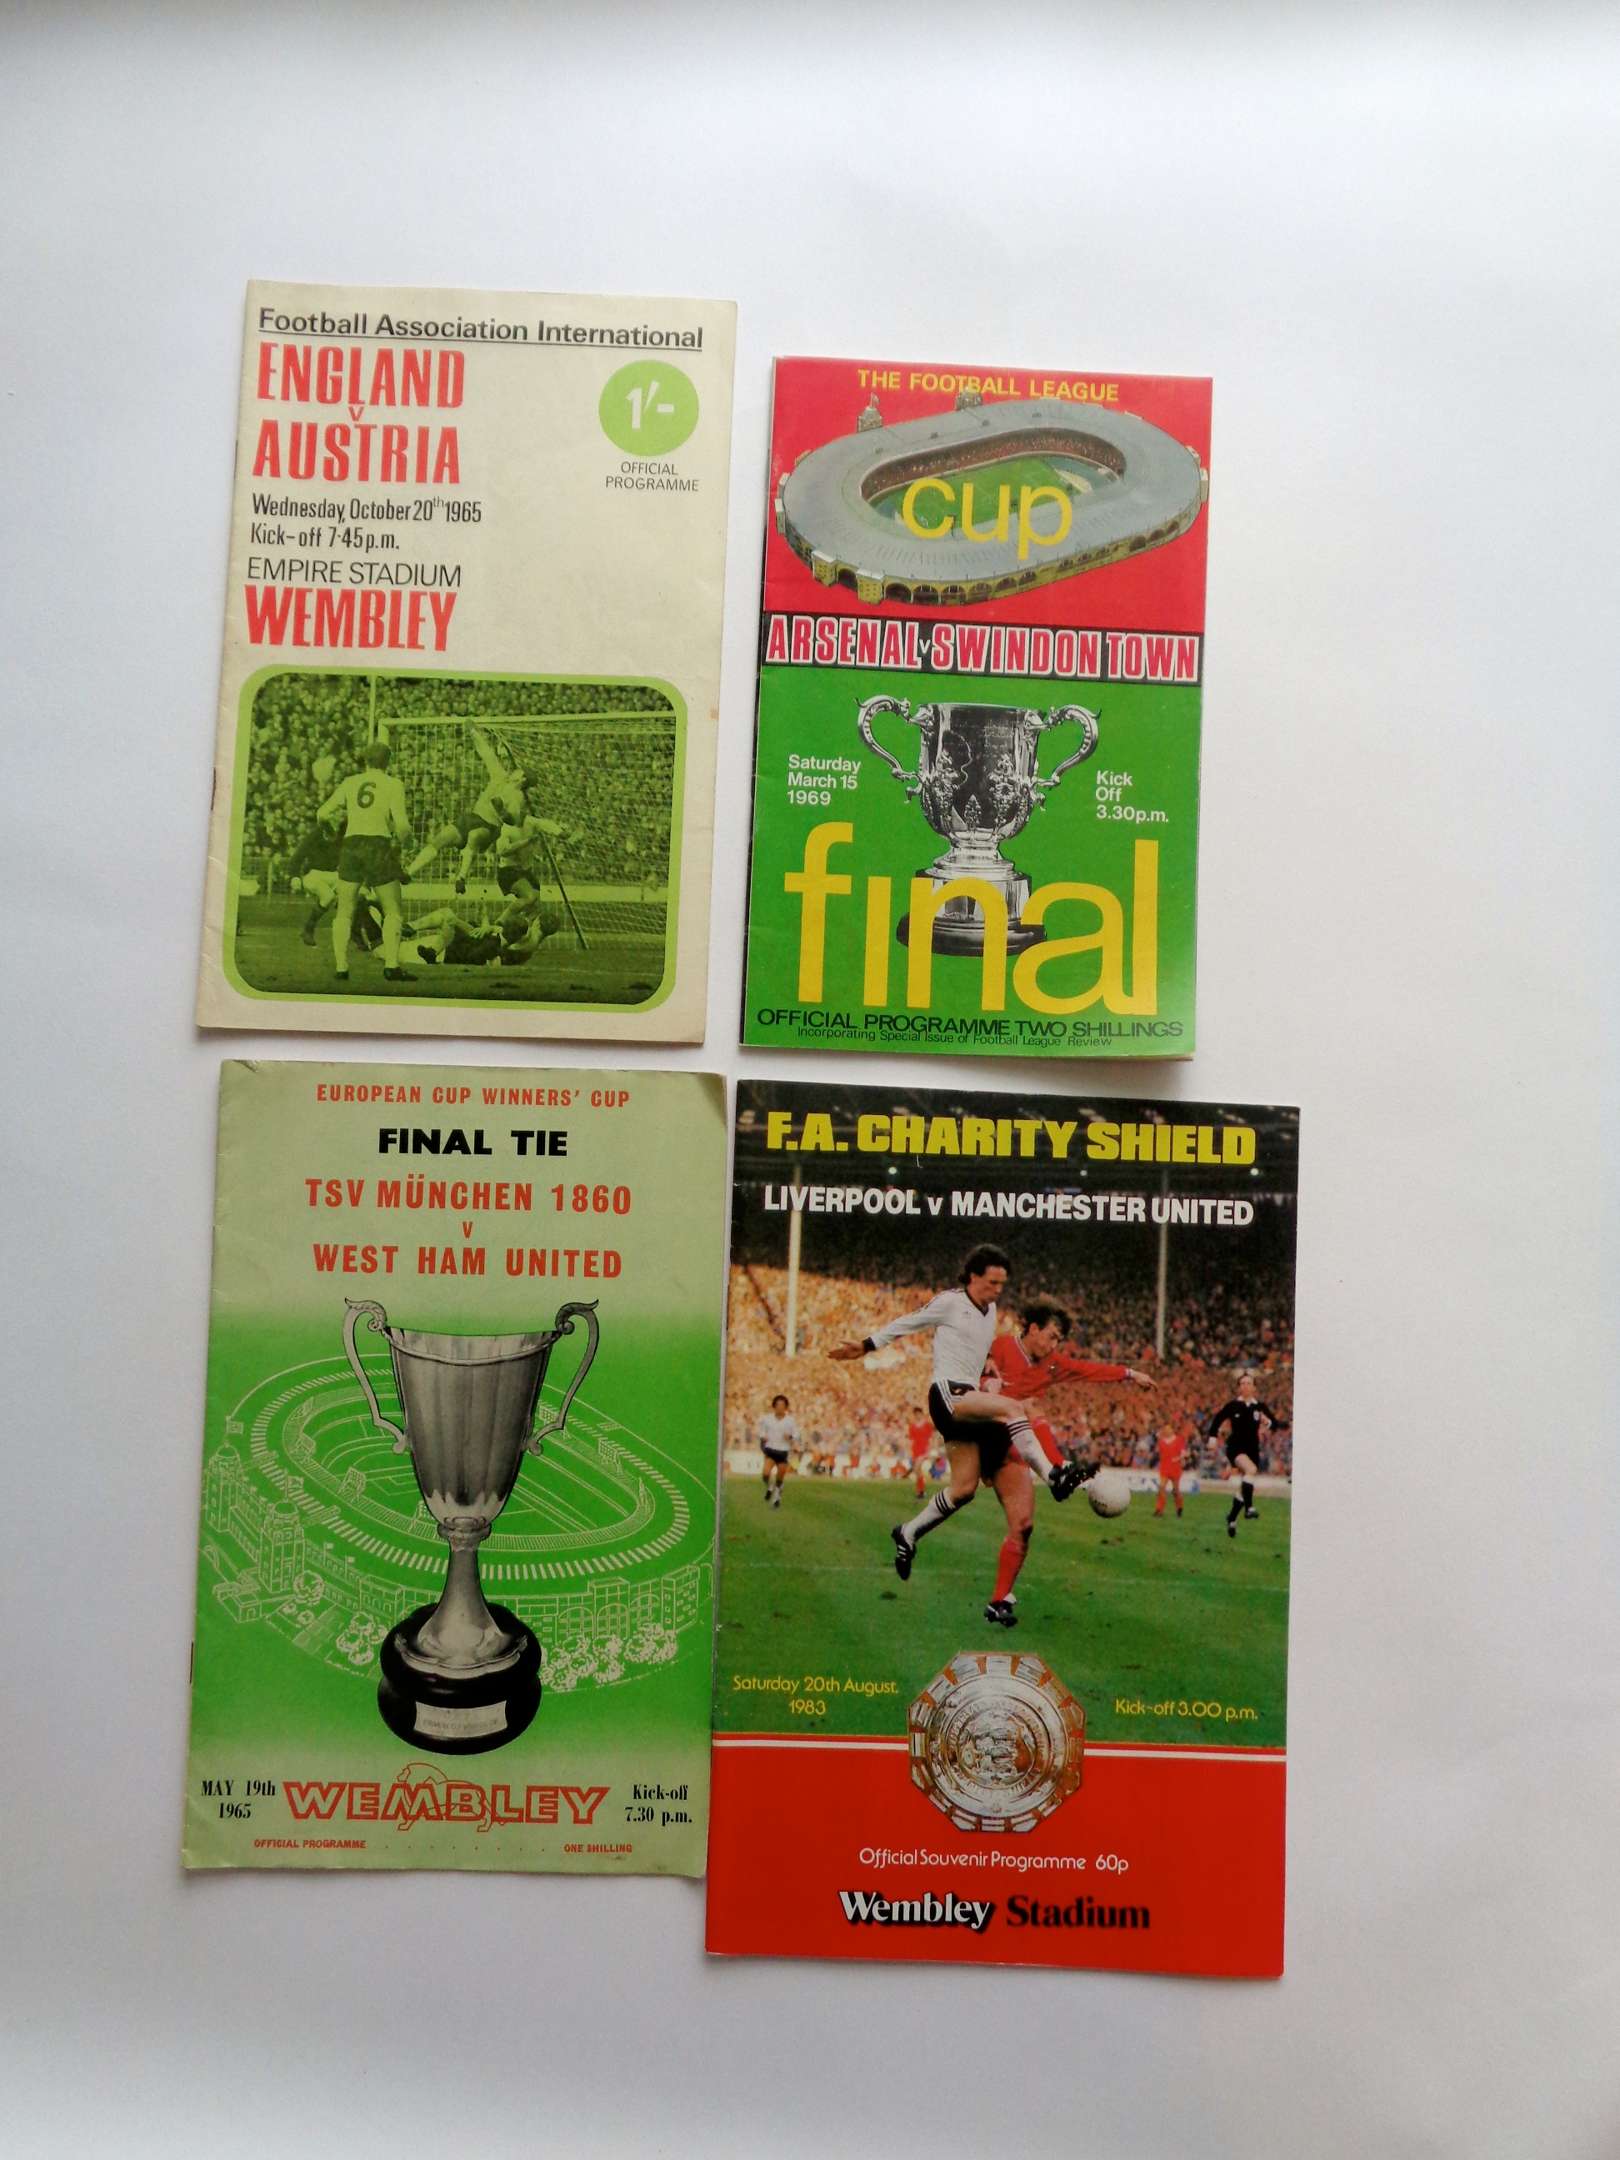 Football Association International
ENGLAND
v
AUSTRIA
1/-
OFFICIAL
PROGRAMME
Wednesday, October 20th 1965
Kick-off 7·45 p.m.
EMPIRE STADIUM
WEMBLEY
6
THE FOOTBALL LEAGUE
cup
ARSENAL v SWINDON TOWN
Saturday
March 15
1969
Kick
Off
3.30p.m.
final
OFFICIAL PROGRAMME TWO SHILLINGS
Incorporating Special Issue of Football League Review
EUROPEAN CUP WINNERS' CUP
FINAL TIE
TSV MÜNCHEN 1860
V
WEST HAM UNITED
MAY 19th
1965
WEMBLEY
Kick-off
7.30 p.m.
OFFICIAL PROGRAMME . . . . . . . ONE SHILLING
F.A. CHARITY SHIELD
LIVERPOOL v MANCHESTER UNITED
Saturday 20th August.
1983
Kick-off 3.00 p.m.
Official Souvenir Programme 60p
Wembley Stadium